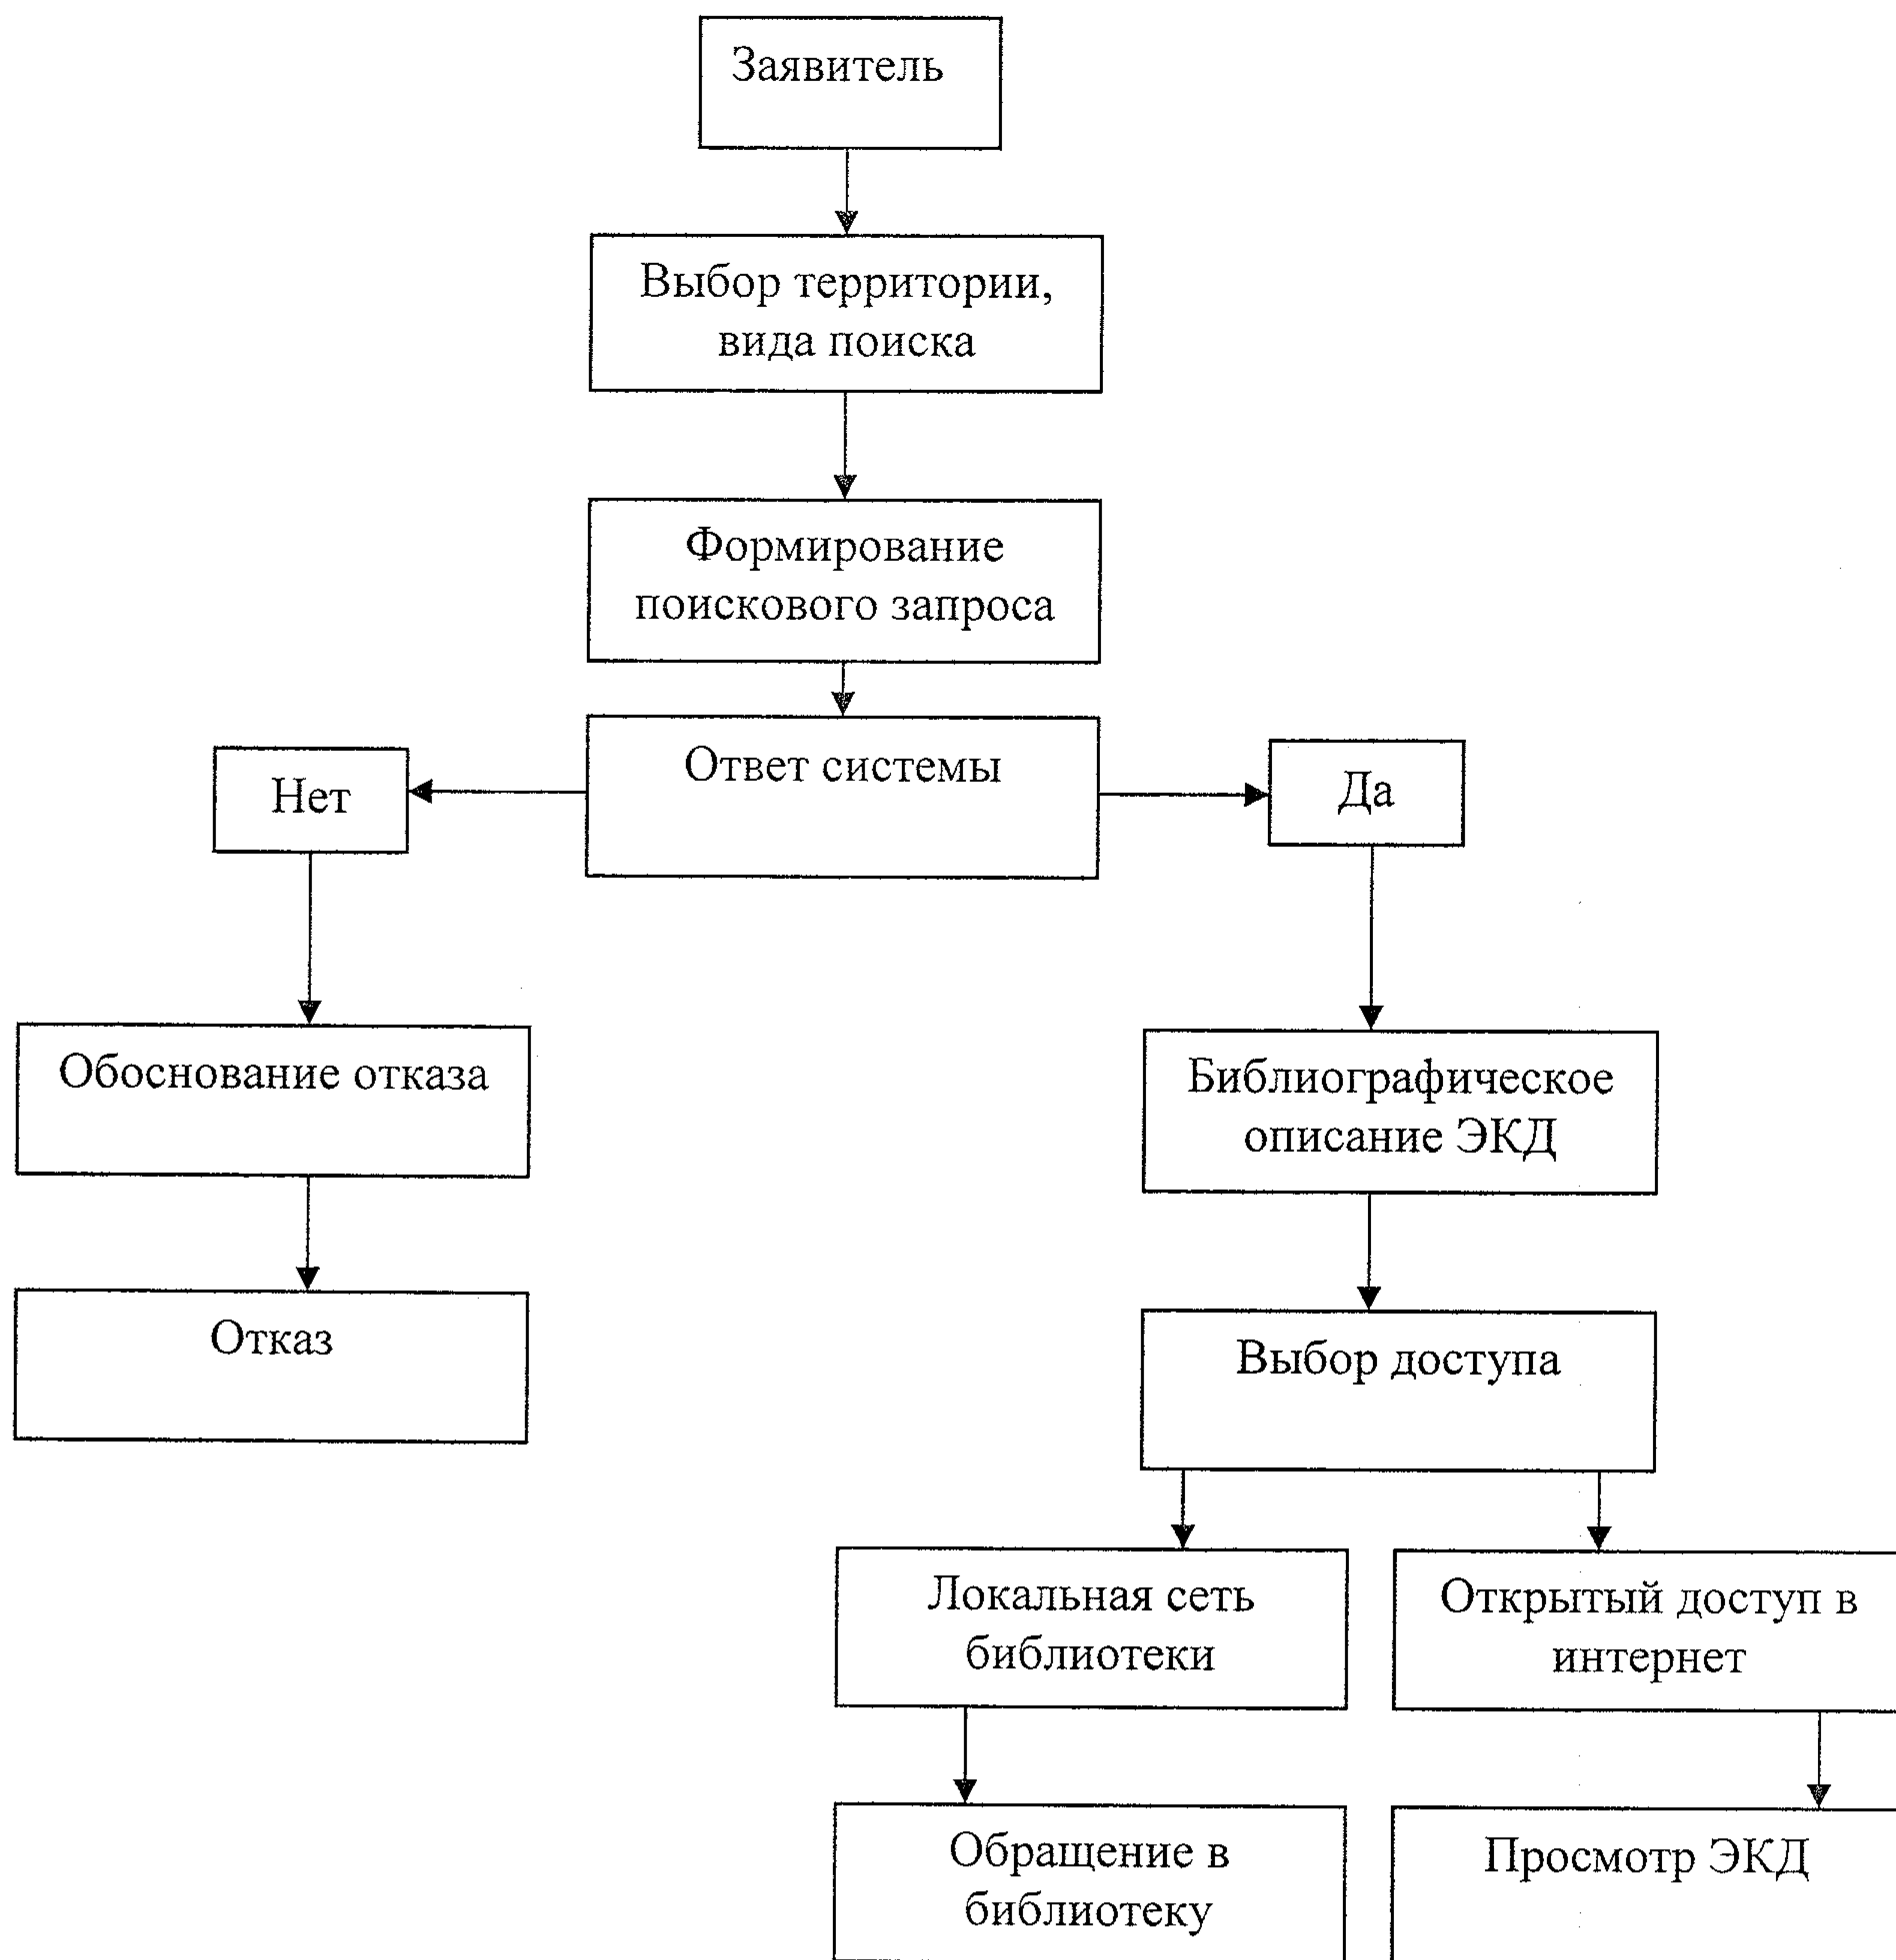 Заявитель
Выбор территории,
вида поиска
Формирование
поискового запроса
Ответ системы
Нет
Да
Обоснование отказа
Библиографическое
описание ЭКД
Отказ
Выбор доступа
Локальная сеть
библиотеки
Открытый доступ в
интернет
Обращение в
библиотеку
Просмотр ЭКД